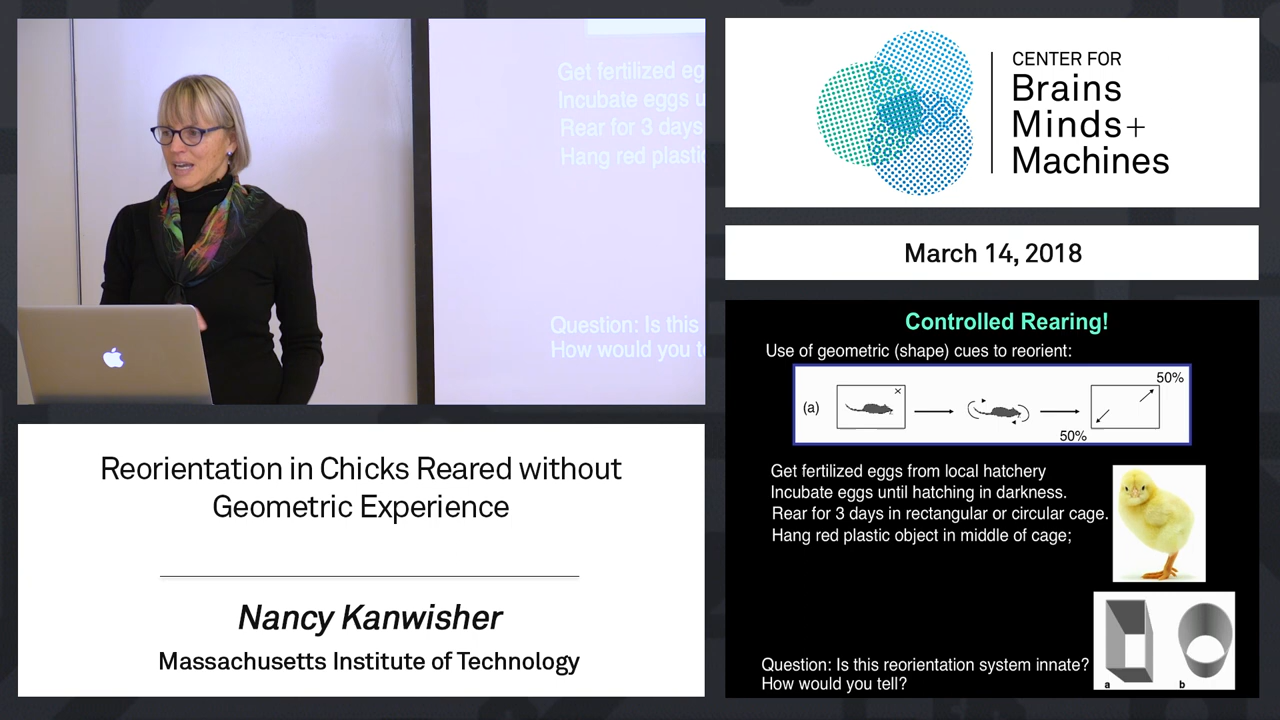 Get fertilized eg
Incubate eggs u
Rear for 3 days
Hang red plastic
Question: Is this
How would you t
CENTER FOR
Brains
Minds+
Machines
March 14, 2018
Reorientation in Chicks Reared without
Geometric Experience
Nancy Kanwisher
Massachusetts Institute of Technology
Controlled Rearing!
Use of geometric (shape) cues to reorient:
(a)
x
50%
50%
Get fertilized eggs from local hatchery
Incubate eggs until hatching in darkness.
Rear for 3 days in rectangular or circular cage.
Hang red plastic object in middle of cage;
a b
Question: Is this reorientation system innate?
How would you tell?